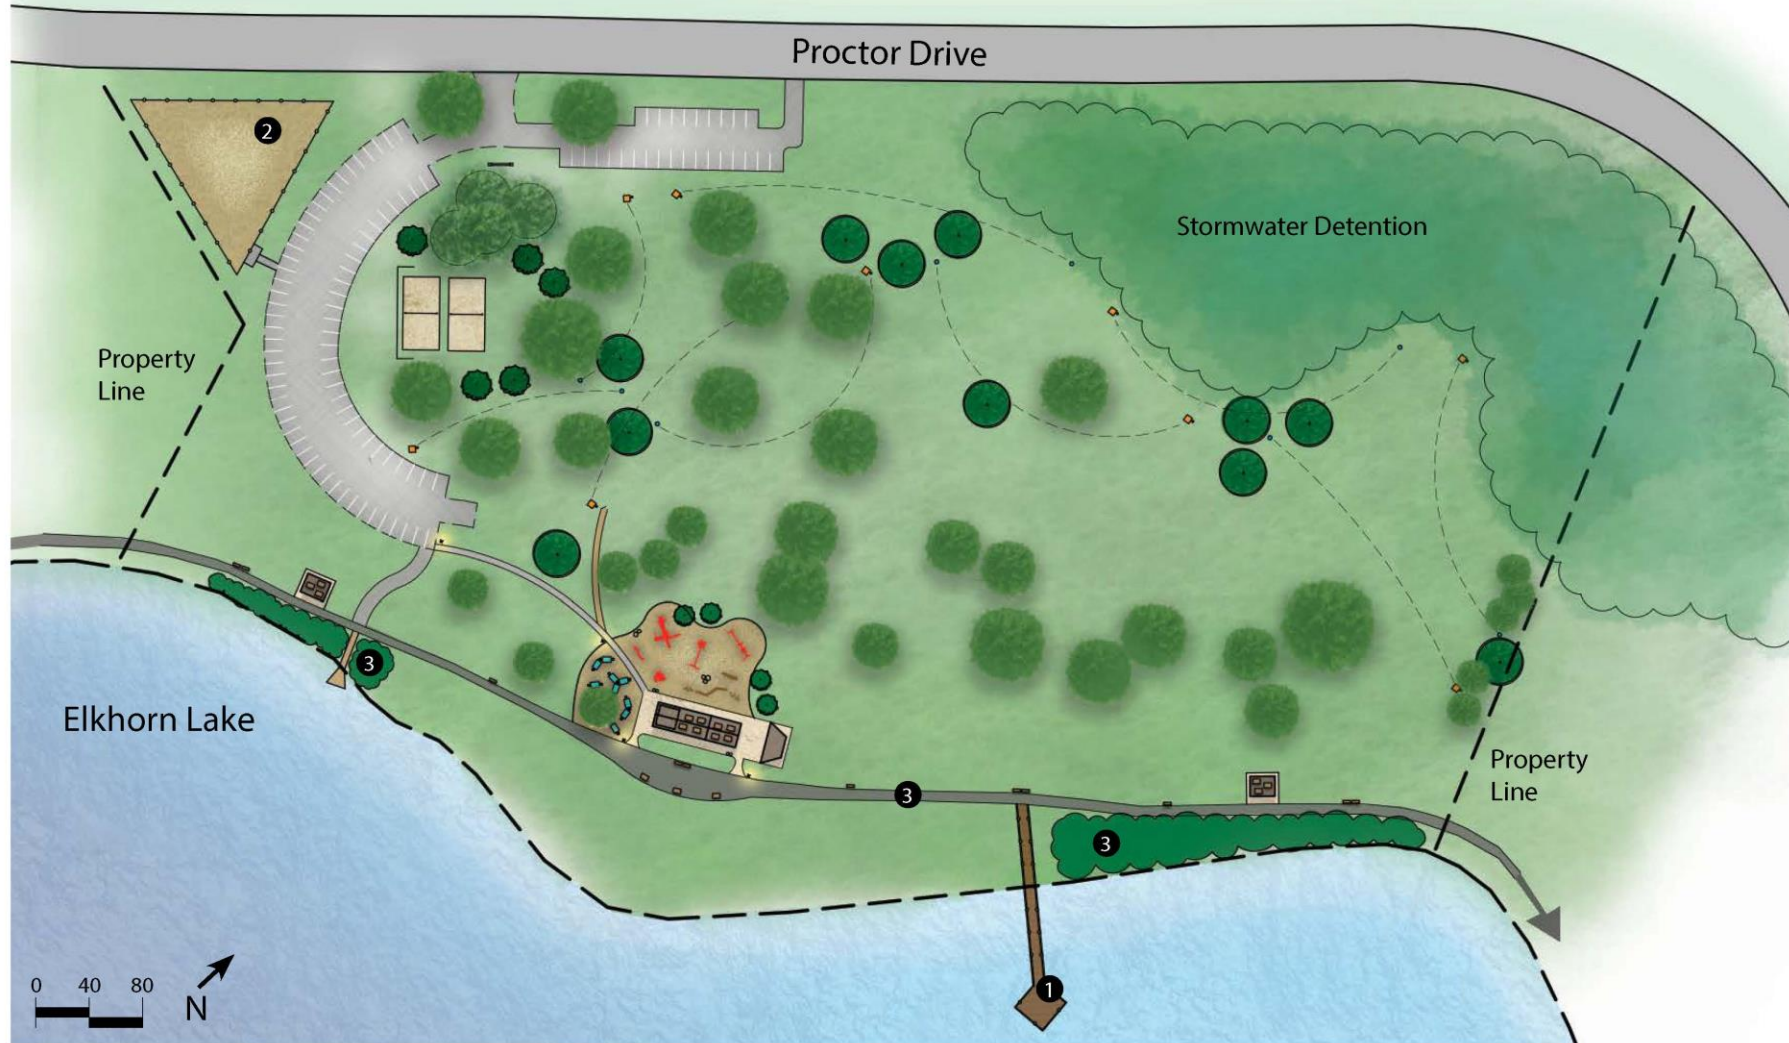 Proctor Drive
2
Stormwater Detention
Property
Line
3
Elkhorn Lake
Property
Line
3
3
0 40 80
N
1